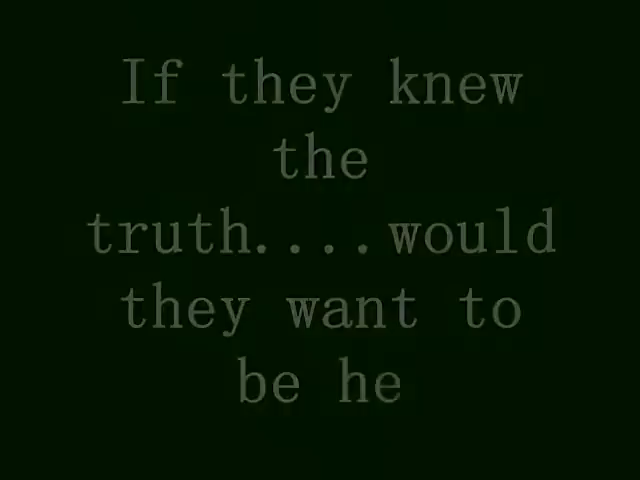 If they knew
the
truth....would
they want to
be he